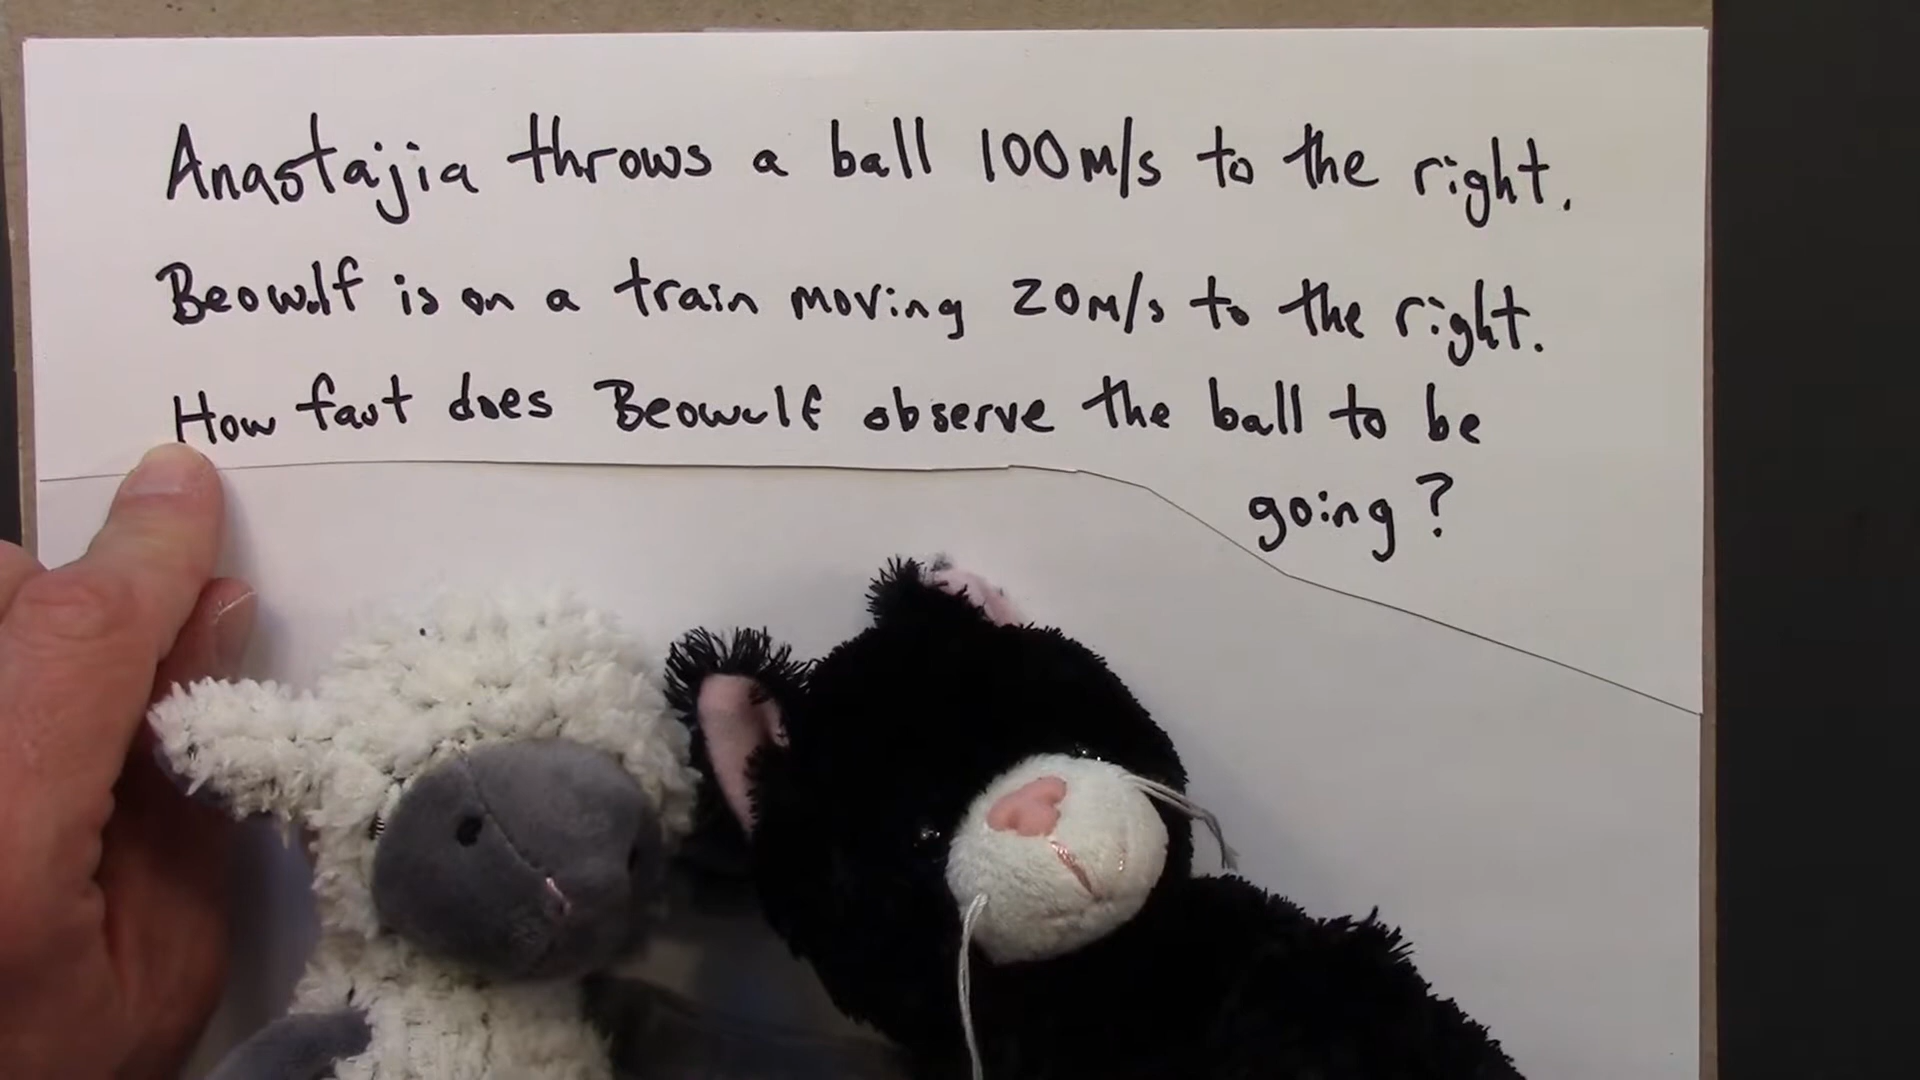 Anastajia throws a ball 100m/s to the right.
Beowulf is on a train moving 20m/s to the right.
How fast does Beowulf observe the ball to be
going?